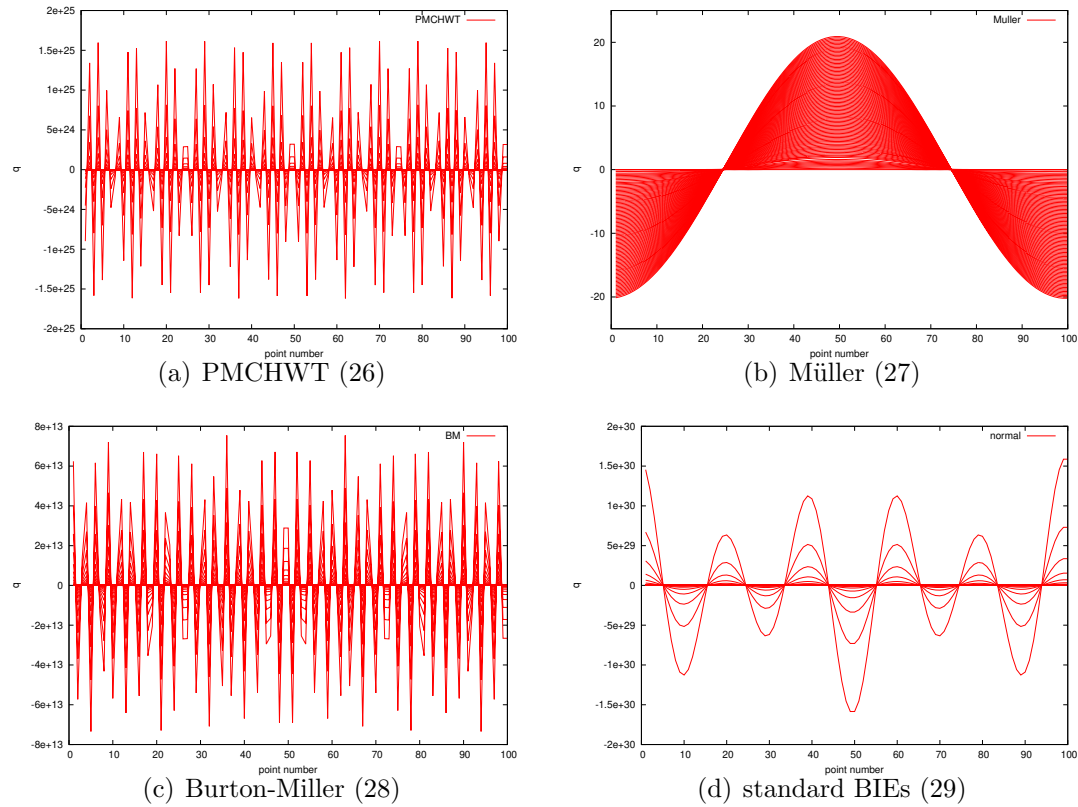 2e+25
1.5e+25
1e+25
5e+24
0
-5e+24
-1e+25
-1.5e+25
-2e+25
q
PMCHWT
0 10 20 30 40 50 60 70 80 90 100
point number
(a) PMCHWT (26)
20
10
0
-10
-20
q
Muller
0 20 40 60 80 100
point number
(b) Müller (27)
8e+13
6e+13
4e+13
2e+13
0
-2e+13
-4e+13
-6e+13
-8e+13
q
BM
0 10 20 30 40 50 60 70 80 90 100
point number
(c) Burton-Miller (28)
2e+30
1.5e+30
1e+30
5e+29
0
-5e+29
-1e+30
-1.5e+30
-2e+30
q
normal
0 10 20 30 40 50 60 70 80 90 100
point number
(d) standard BIEs (29)